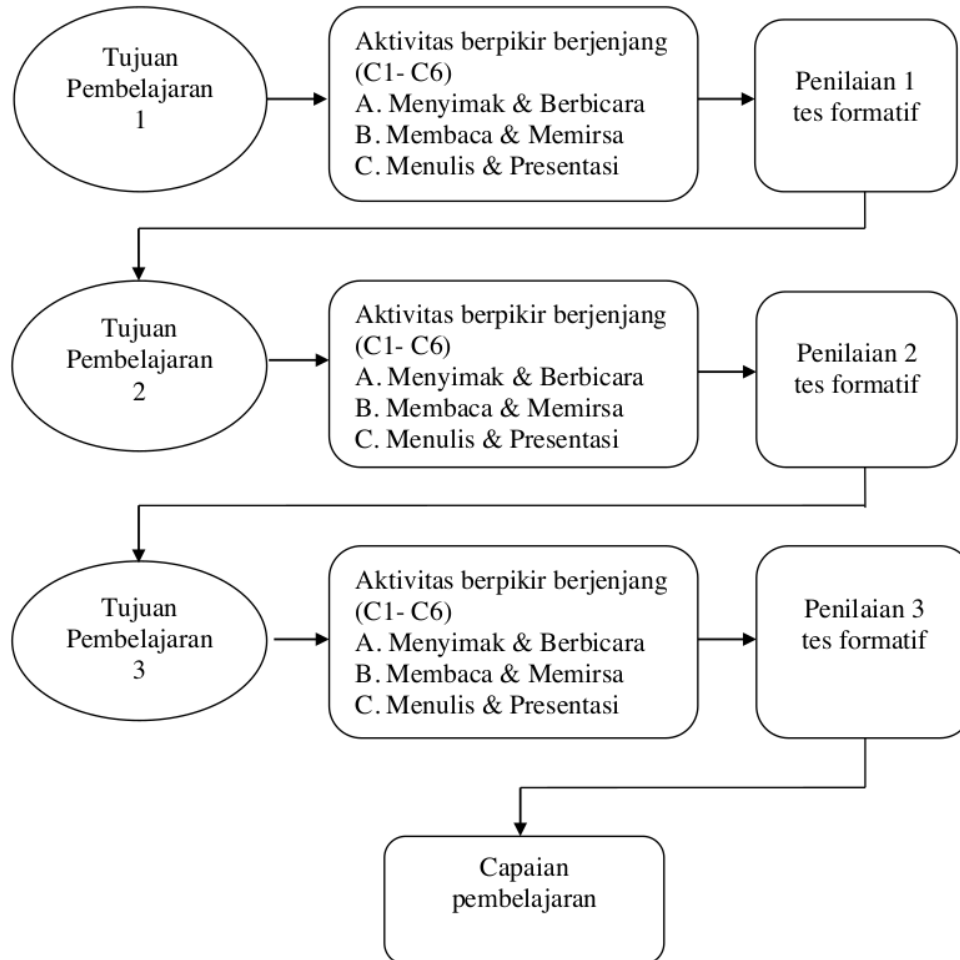 Tujuan
Pembelajaran
1
Aktivitas berpikir berjenjang
(C1- C6)
A. Menyimak & Berbicara
B. Membaca & Memirsa
C. Menulis & Presentasi
Penilaian 1
tes formatif
Tujuan
Pembelajaran
2
Aktivitas berpikir berjenjang
(C1- C6)
A. Menyimak & Berbicara
B. Membaca & Memirsa
C. Menulis & Presentasi
Penilaian 2
tes formatif
Tujuan
Pembelajaran
3
Aktivitas berpikir berjenjang
(C1- C6)
A. Menyimak & Berbicara
B. Membaca & Memirsa
C. Menulis & Presentasi
Penilaian 3
tes formatif
Capaian
pembelajaran